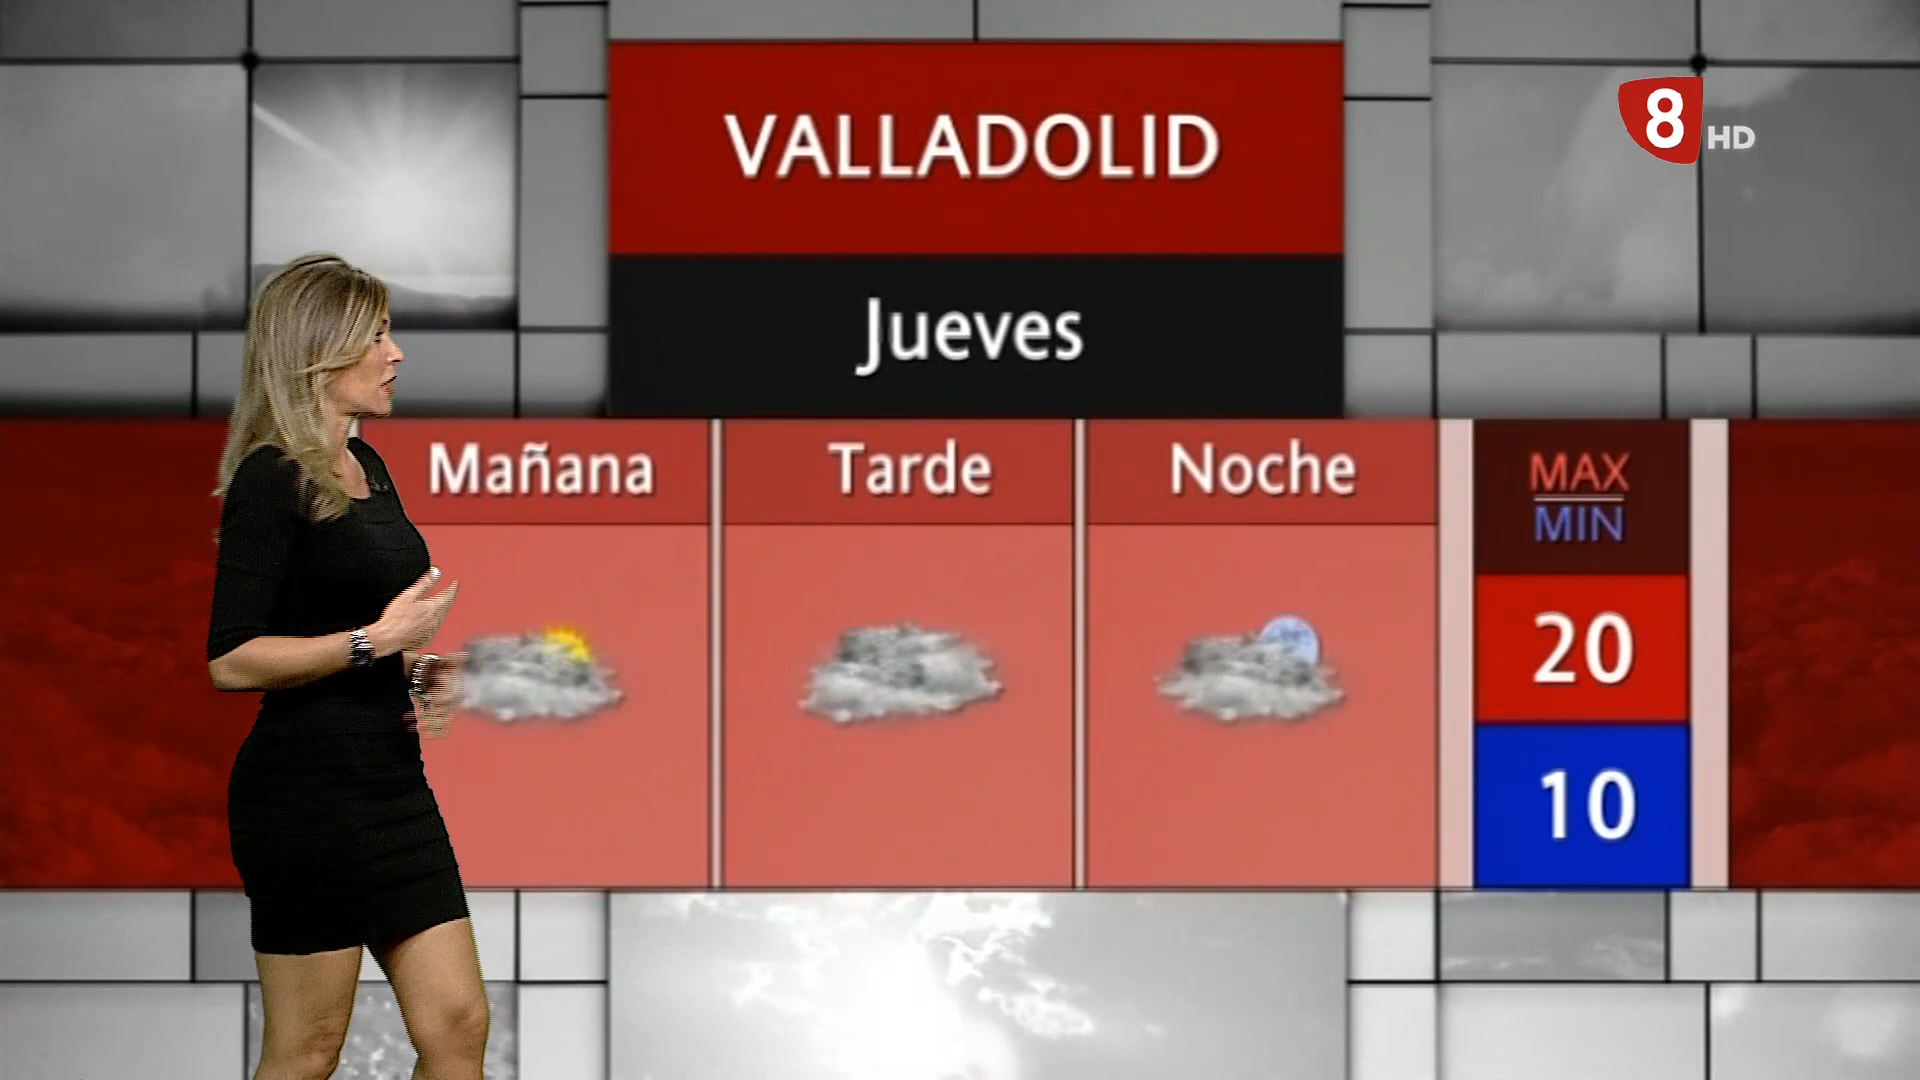 VALLADOLID
8 HD
Jueves
Mañana
Tarde
Noche
MAX
MIN
20
10